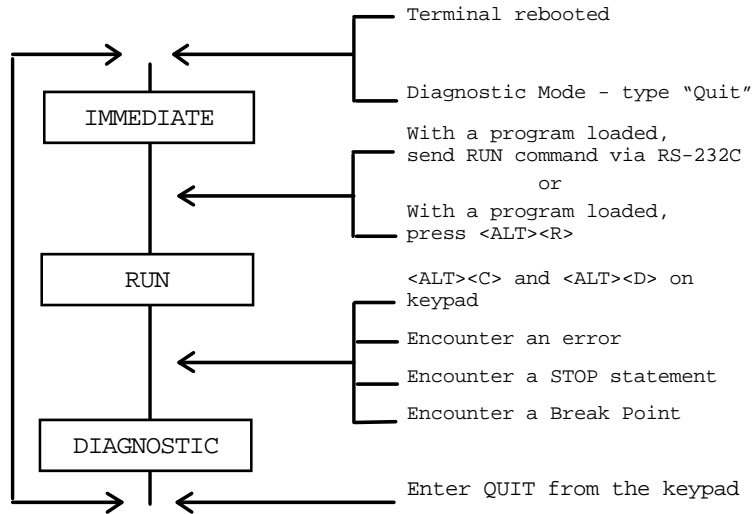 Terminal rebooted
Diagnostic Mode - type “Quit”
IMMEDIATE
With a program loaded,
send RUN command via RS-232C
or
With a program loaded,
press <ALT><R>
RUN
<ALT><C> and <ALT><D> on
keypad
Encounter an error
Encounter a STOP statement
Encounter a Break Point
DIAGNOSTIC
Enter QUIT from the keypad